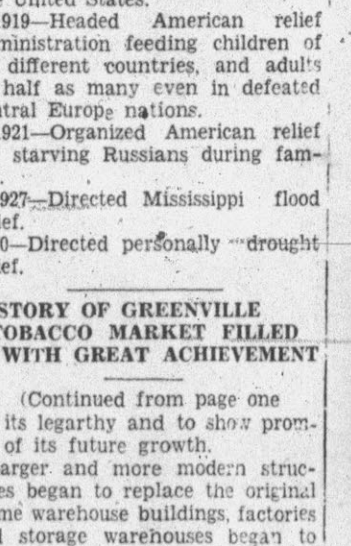 United States.
919—Headed American relief
ministration feeding children of
different countries, and adults
half as many even in defeated
ntral Europe nations.
921—Organized American relief
starving Russians during fam-
927—Directed Mississippi flood
ief.
0—Directed personally drought
ef.
STORY OF GREENVILLE
TOBACCO MARKET FILLED
WITH GREAT ACHIEVEMENT
(Continued from page one
its legarthy and to show prom-
of its future growth.
arger and more modern struc-
es began to replace the original
me warehouse buildings, factories
storage warehouses began to